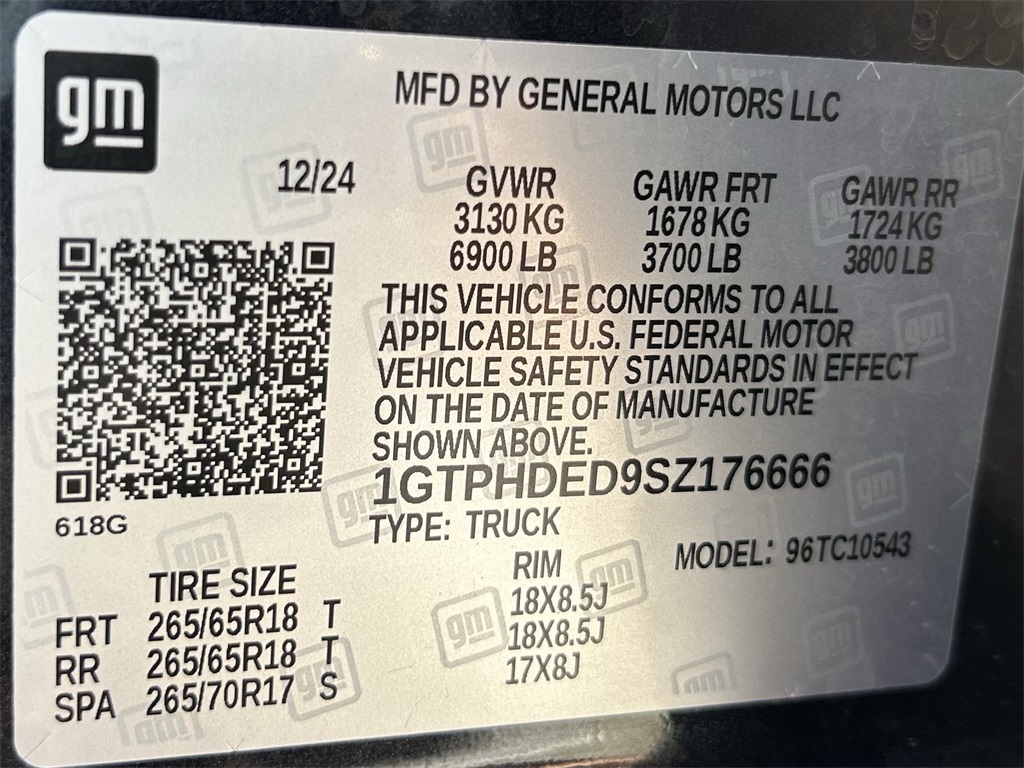 gm
MFD BY GENERAL MOTORS LLC
12/24
GVWR GAWR FRT GAWR RR
3130 KG 1678 KG 1724 KG
6900 LB 3700 LB 3800 LB
THIS VEHICLE CONFORMS TO ALL
APPLICABLE U.S. FEDERAL MOTOR
VEHICLE SAFETY STANDARDS IN EFFECT
ON THE DATE OF MANUFACTURE
SHOWN ABOVE.
1GTPHDED9SZ176666
618G
TYPE: TRUCK
MODEL: 96TC10543
TIRE SIZE RIM
FRT 265/65R18 T 18X8.5J
RR 265/65R18 T 18X8.5J
SPA 265/70R17 S 17X8J